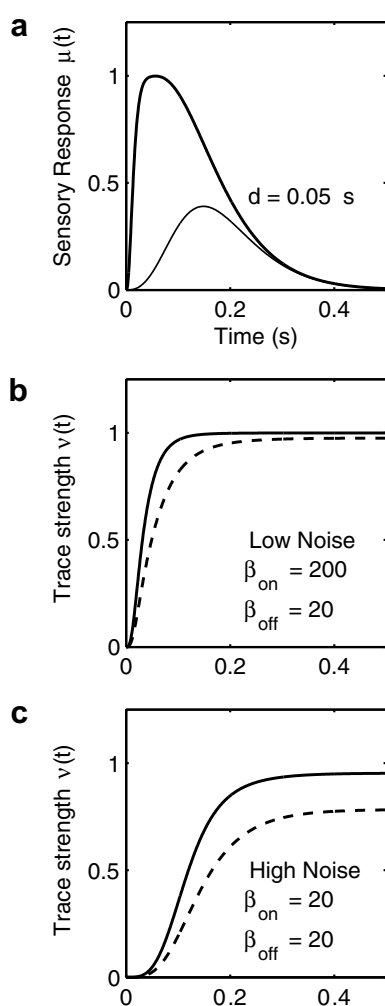 a
Sensory Response μ(t)
1
0.5
0
d = 0.05 s
0 0.2 0.4
Time (s)
b
Trace strength ν(t)
1
0.5
0
Low Noise
β_on = 200
β_off = 20
0 0.2 0.4
c
Trace strength ν(t)
1
0.5
0
High Noise
β_on = 20
β_off = 20
0 0.2 0.4